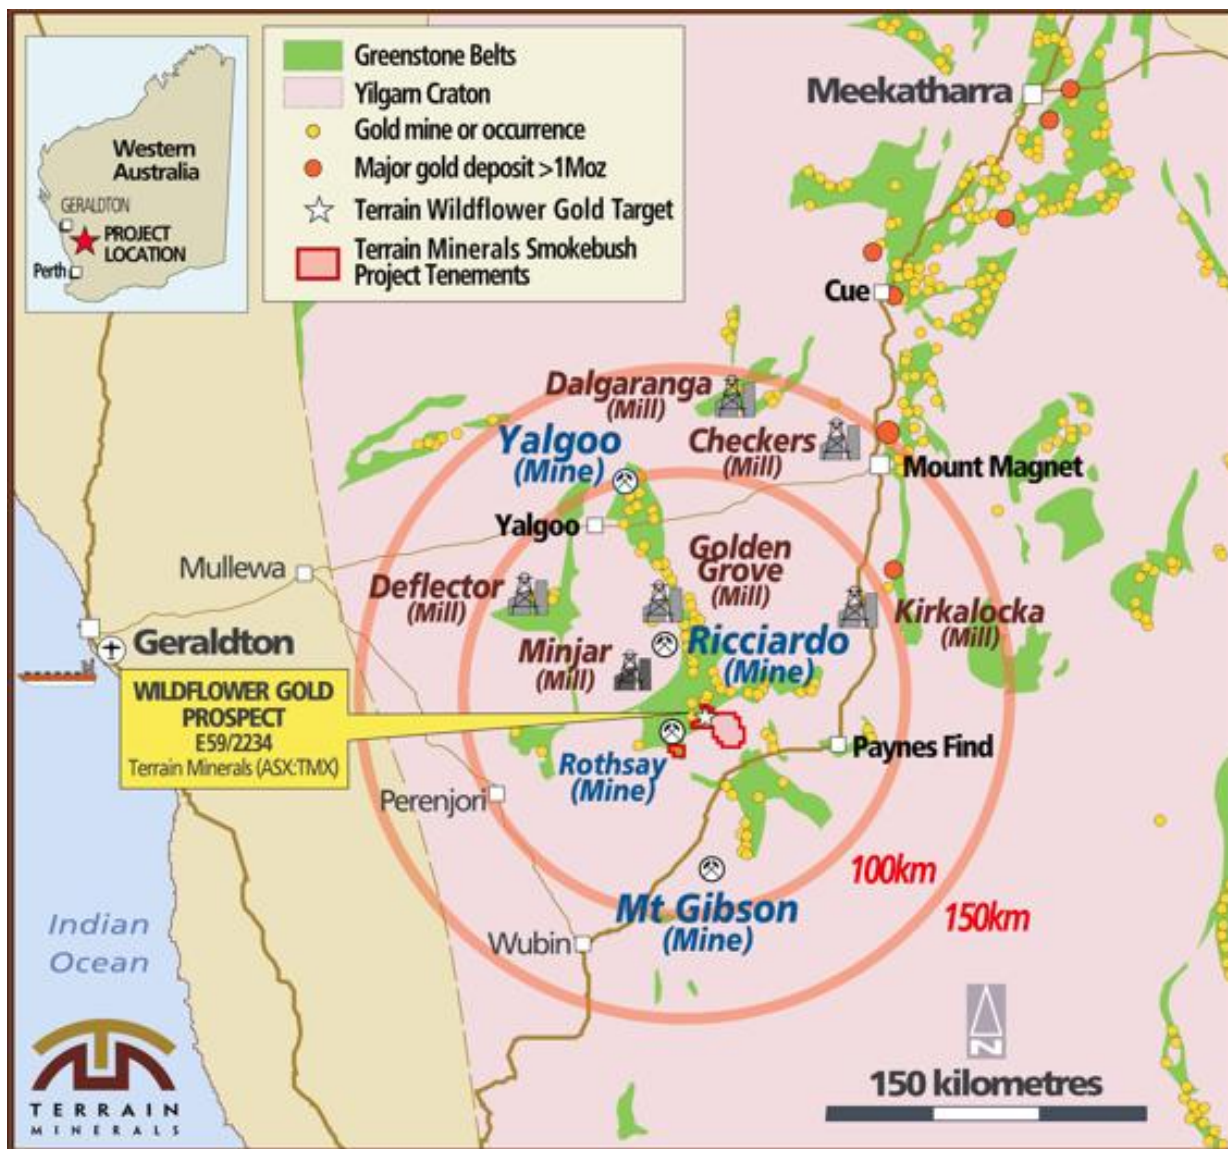 Western
Australia
GERALDTON
PROJECT
LOCATION
Perth
Greenstone Belts
Yilgarn Craton
Gold mine or occurrence
Major gold deposit >1Moz
Terrain Wildflower Gold Target
Terrain Minerals Smokebush
Project Tenements
Meekatharra
Cue
Dalgaranga
(Mill)
Checkers
(Mill)
Yalgoo
(Mine)
Mount Magnet
Yalgoo
Mullewa
Golden
Grove
(Mill)
Deflector
(Mill)
Kirkalocka
(Mill)
Geraldton
Ricciardo
(Mine)
Minjar
(Mill)
WILDFLOWER GOLD
PROSPECT
E59/2234
Terrain Minerals (ASX:TMX)
Paynes Find
Rothsay
(Mine)
Perenjori
100km
150km
Mt Gibson
(Mine)
Wubin
Indian
Ocean
N
150 kilometres
TERRAIN
MINERALS